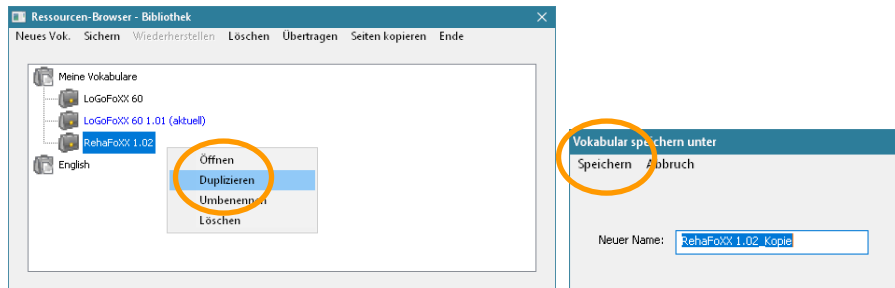 Ressourcen-Browser - Bibliothek
Neues Vok. Sichern Wiederherstellen Löschen Übertragen Seiten kopieren Ende
Meine Vokabulare
LoGoFoXX 60
LoGoFoXX 60 1.01 (aktuell)
RehaFoXX 1.02
English
Öffnen
Duplizieren
Umbenennen
Löschen
Vokabular speichern unter
Speichern Abbruch
Neuer Name: RehaFoXX 1.02_Kopie